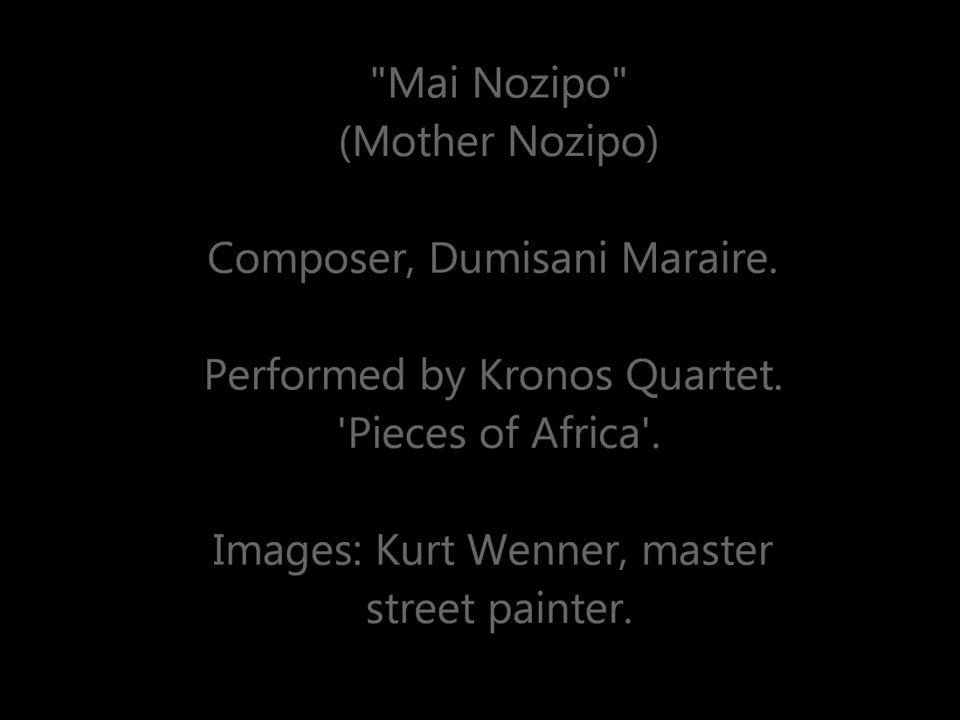 "Mai Nozipo"
(Mother Nozipo)
Composer, Dumisani Maraire.
Performed by Kronos Quartet.
'Pieces of Africa'.
Images: Kurt Wenner, master
street painter.